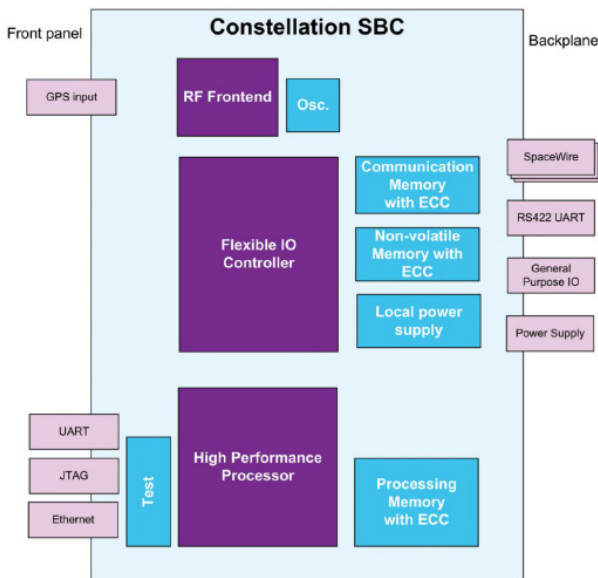 Front panel
Constellation SBC
Backplane
GPS input
RF Frontend
Osc.
Communication
Memory
with ECC
SpaceWire
Flexible IO
Controller
Non-volatile
Memory with
ECC
RS422 UART
General
Purpose IO
Local power
supply
Power Supply
UART
JTAG
Ethernet
Test
High Performance
Processor
Processing
Memory
with ECC